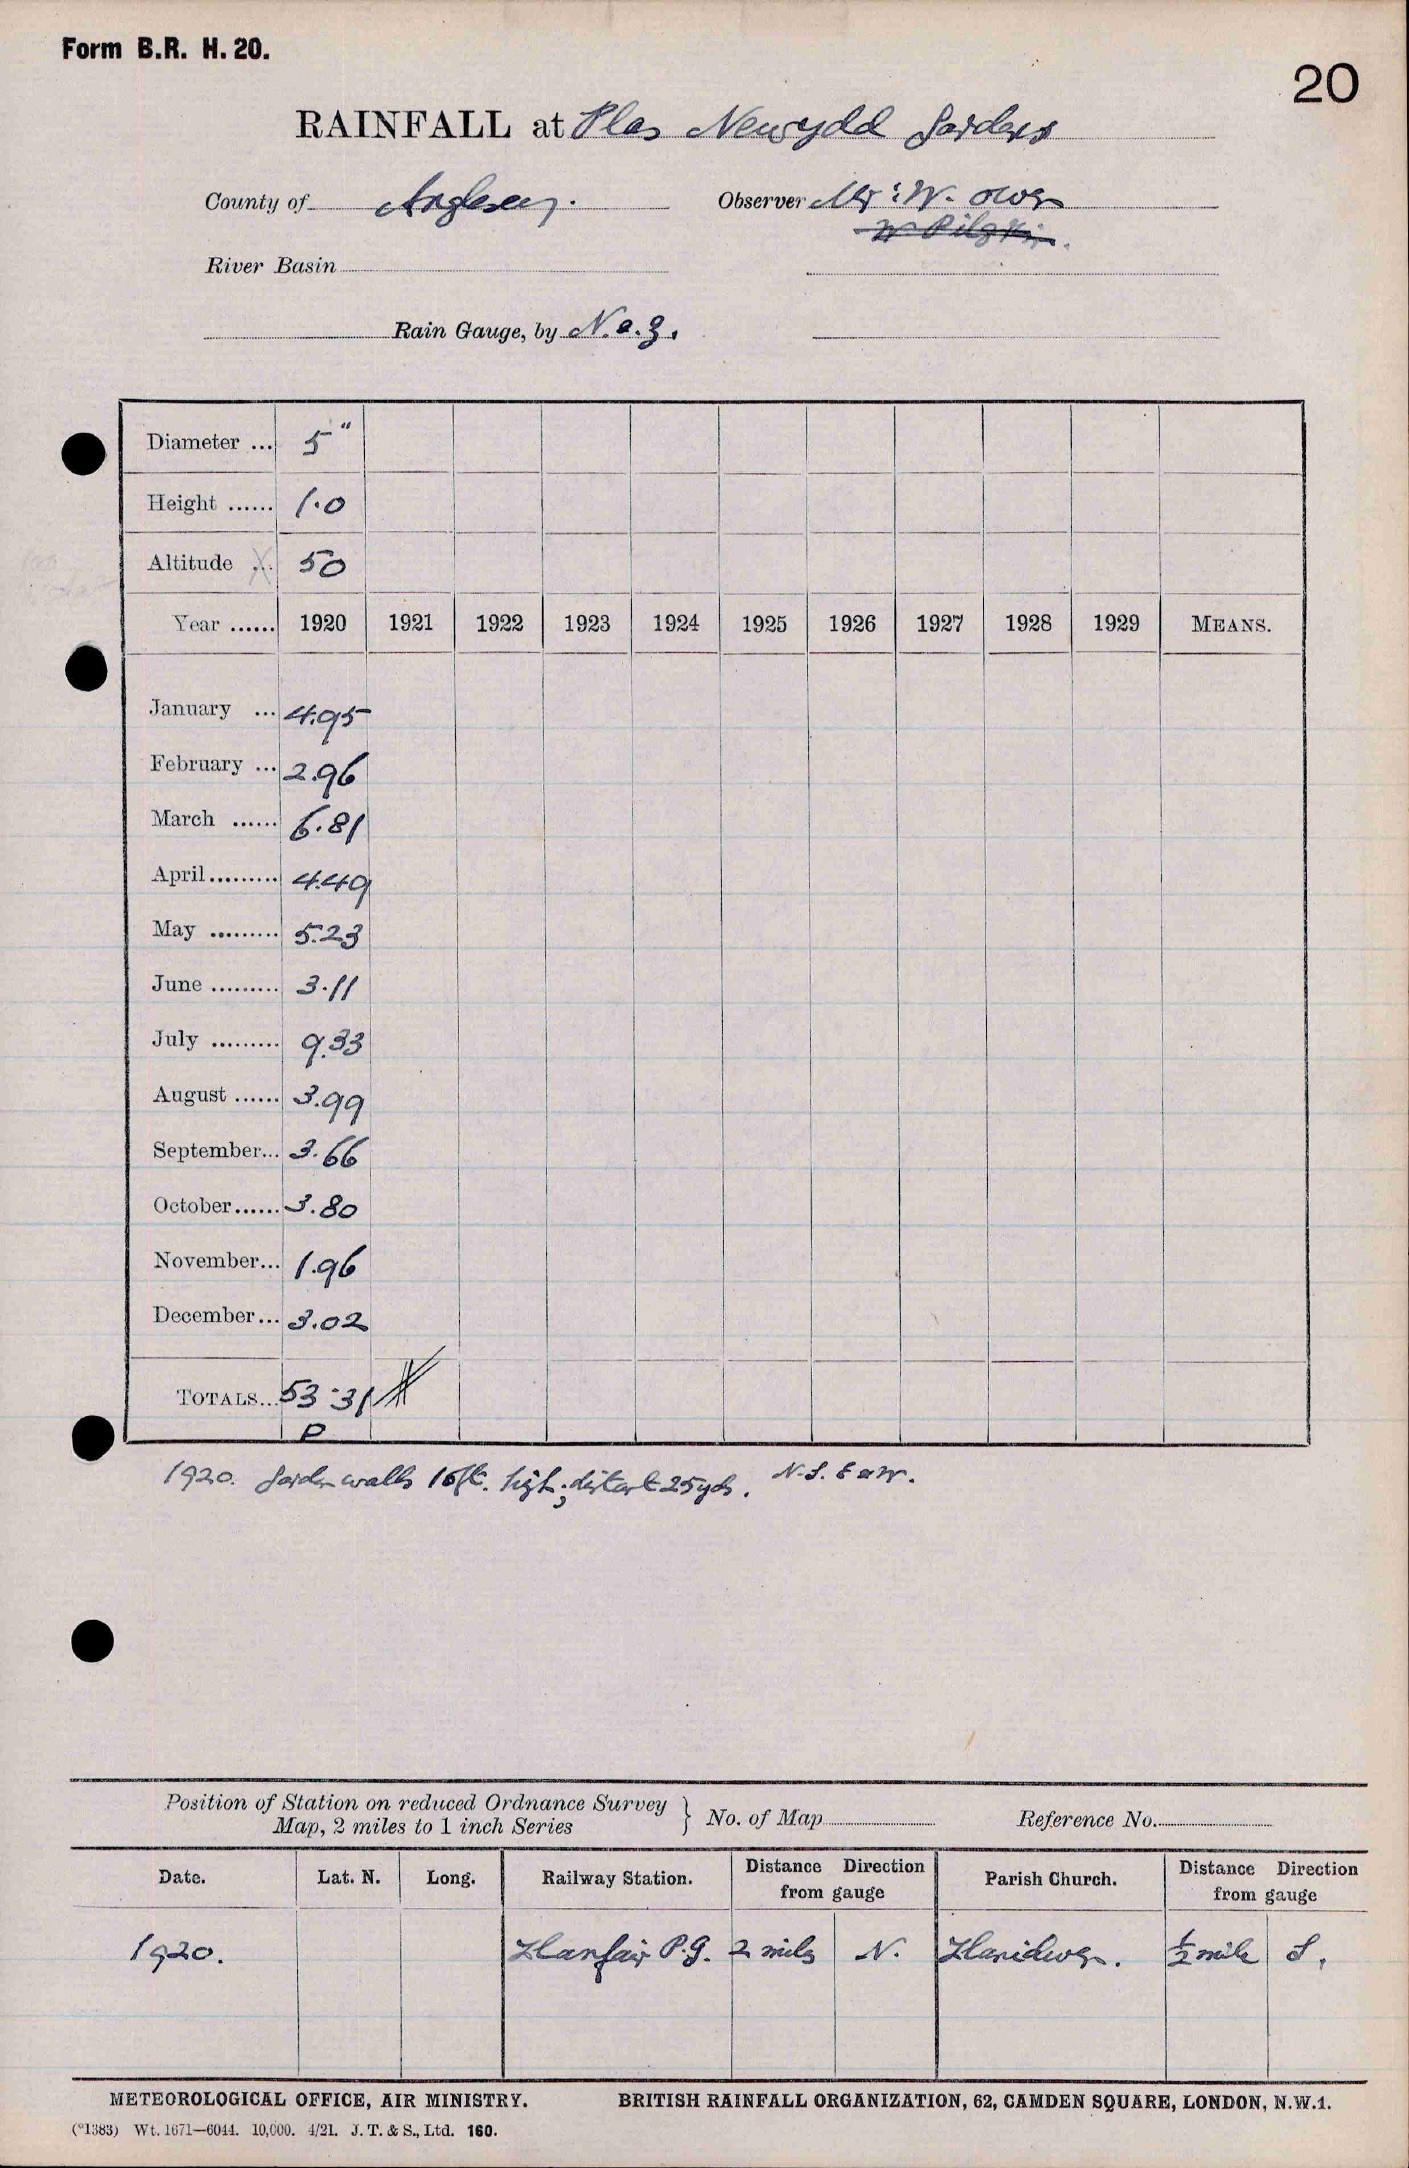 Form B.R. H. 20.
20
RAINFALL at Plas Newydd Gardens
County of Anglesey. Observer Mr. W. Owen
W Pilgrim.
River Basin
Rain Gauge, by N. & Z.
Diameter ... 5"
Height ...... 1.0
Altitude ... 50
Year ...... 1920 1921 1922 1923 1924 1925 1926 1927 1928 1929 MEANS.
January ... 4.95
February ... 2.96
March ...... 6.81
April ......... 4.49
May ......... 5.23
June ......... 3.11
July ......... 9.33
August ...... 3.99
September... 3.66
October ...... 3.80
November... 1.96
December... 3.02
TOTALS... 53.31
P
1920. Garden walls 16ft. high; distant 25yds. N.S. E & W.
Position of Station on reduced Ordnance Survey
Map, 2 miles to 1 inch Series } No. of Map Reference No.
Date. Lat. N. Long. Railway Station. Distance Direction from gauge Parish Church. Distance Direction from gauge
1920. Llanfair P.G. 2 miles N. Llanidwen. ½ mile S.
METEOROLOGICAL OFFICE, AIR MINISTRY. BRITISH RAINFALL ORGANIZATION, 62, CAMDEN SQUARE, LONDON, N.W.1.
(*1383) Wt. 1671—6044. 10,000. 4/21. J. T. & S., Ltd. 160.